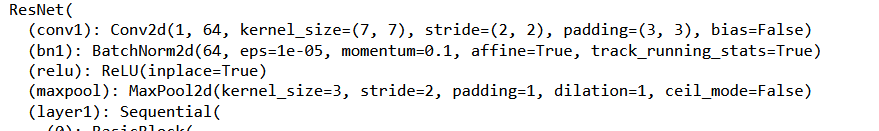 ResNet(
(conv1): Conv2d(1, 64, kernel_size=(7, 7), stride=(2, 2), padding=(3, 3), bias=False)
(bn1): BatchNorm2d(64, eps=1e-05, momentum=0.1, affine=True, track_running_stats=True)
(relu): ReLU(inplace=True)
(maxpool): MaxPool2d(kernel_size=3, stride=2, padding=1, dilation=1, ceil_mode=False)
(layer1): Sequential(
(0): BasicBlock(